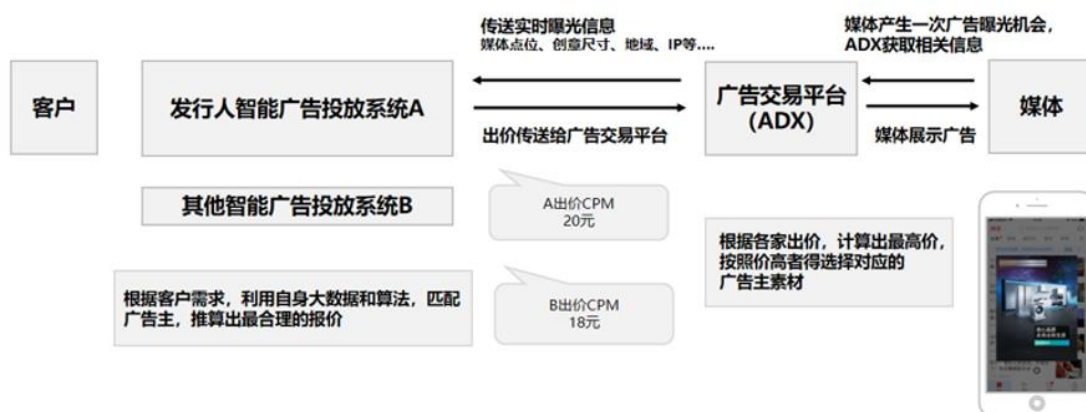 传送实时曝光信息
媒体点位、创意尺寸、地域、IP等....
媒体产生一次广告曝光机会，
ADX获取相关信息
客户
发行人智能广告投放系统A
广告交易平台
（ADX）
媒体
出价传送给广告交易平台
媒体展示广告
其他智能广告投放系统B
A出价CPM
20元
根据各家出价，计算出最高价，
按照价高者得选择对应的
广告主素材
根据客户需求，利用自身大数据和算法，匹配
广告主，推算出最合理的报价
B出价CPM
18元